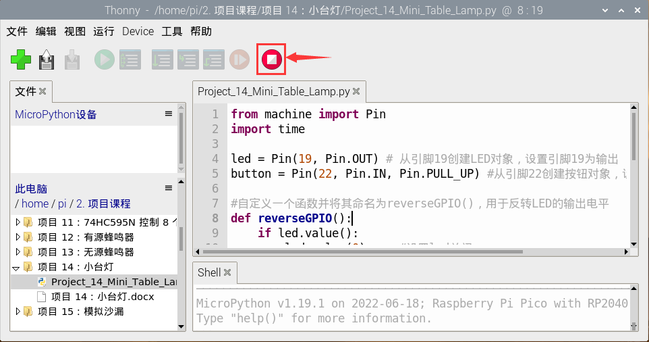 Thonny - /home/pi/2. 项目课程/项目 14：小台灯/Project_14_Mini_Table_Lamp.py @ 8 : 19
文件 编辑 视图 运行 Device 工具 帮助
文件
MicroPython设备
此电脑
/ home / pi / 2. 项目课程
项目 11：74HC595N 控制 8
项目 12：有源蜂鸣器
项目 13：无源蜂鸣器
项目 14：小台灯
Project_14_Mini_Table_Lam
项目 14：小台灯.docx
项目 15：模拟沙漏
Project_14_Mini_Table_Lamp.py
1 from machine import Pin
2 import time
3
4 led = Pin(19, Pin.OUT) # 从引脚19创建LED对象，设置引脚19为输出
5 button = Pin(22, Pin.IN, Pin.PULL_UP) #从引脚22创建按钮对象，
6
7 #自定义一个函数并将其命名为reverseGPIO()，用于反转LED的输出电平
8 def reverseGPIO():
9 if led.value():
Shell
MicroPython v1.19.1 on 2022-06-18; Raspberry Pi Pico with RP2040
Type "help()" for more information.